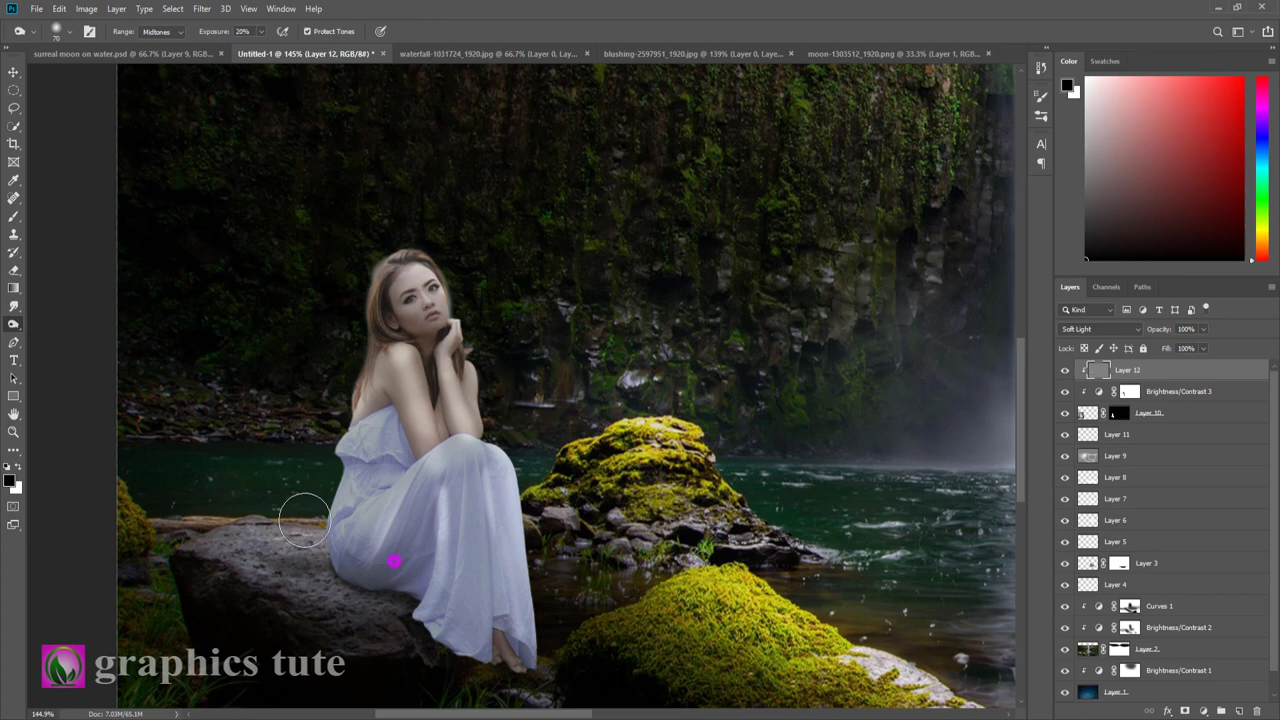 Ps File Edit Image Layer Type Select Filter 3D View Window Help
70 Range: Midtones Exposure: 20% Protect Tones
surreal moon on water.psd @ 66.7% (Layer 9, RGB... × Untitled-1 @ 145% (Layer 12, RGB/8#) * × waterfall-1031724_1920.jpg @ 66.7% (Layer 0, Lay... × blushing-2597951_1920.jpg @ 139% (Layer 0, Laye... × moon-1303512_1920.png @ 33.3% (Layer 1, RGB/... ×
Color Swatches
Layers Channels Paths
Kind
Soft Light Opacity: 100%
Lock: Fill: 100%
Layer 12
Brightness/Contrast 3
Layer 10
Layer 11
Layer 9
Layer 8
Layer 7
Layer 6
Layer 5
Layer 3
Layer 4
Curves 1
Brightness/Contrast 2
Layer 2
Brightness/Contrast 1
Layer 1
graphics tute
144.9% Doc: 7.03M/65.1M